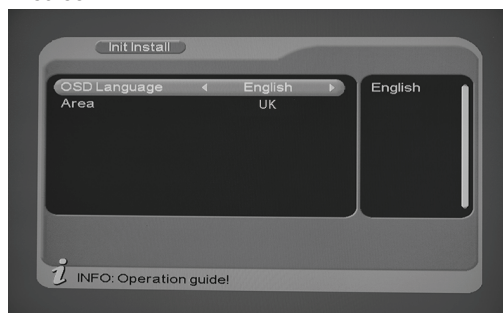 Init Install
OSD Language English English
Area UK
INFO: Operation guide!